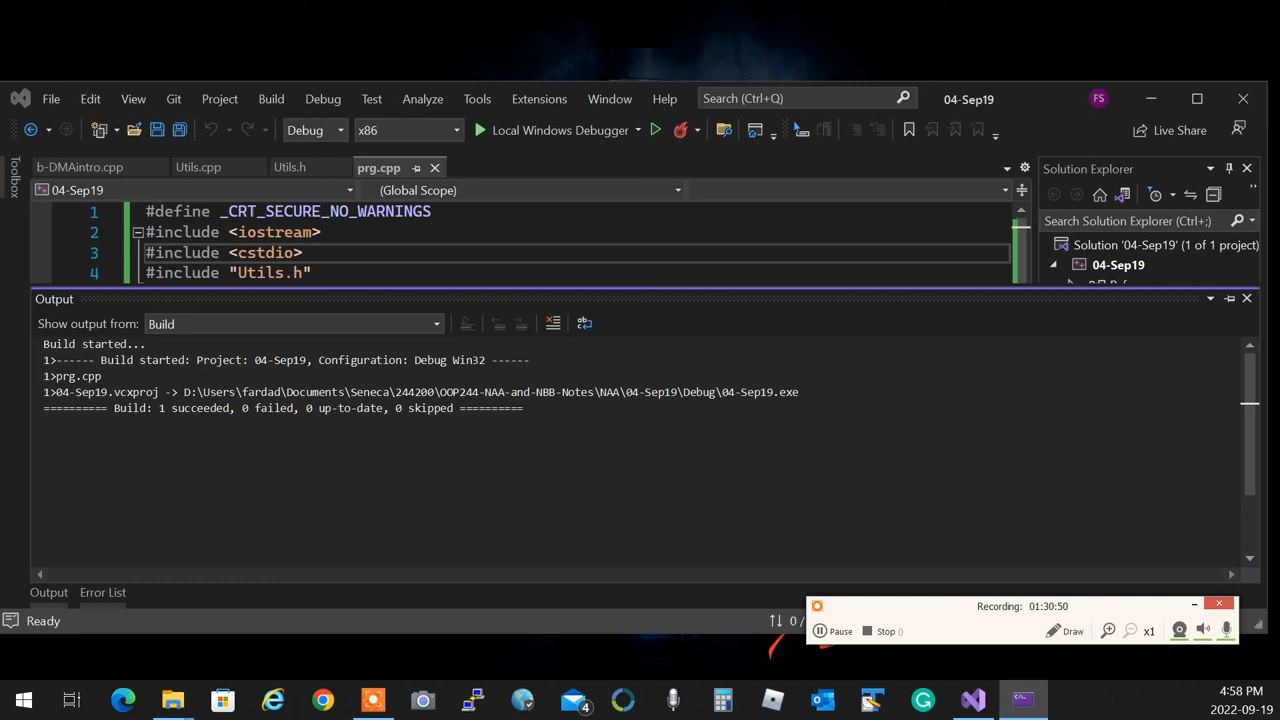 File Edit View Git Project Build Debug Test Analyze Tools Extensions Window Help Search (Ctrl+Q) 04-Sep19 FS
Debug x86 Local Windows Debugger Live Share
Toolbox
b-DMAintro.cpp Utils.cpp Utils.h prg.cpp
04-Sep19 (Global Scope)
1 #define _CRT_SECURE_NO_WARNINGS
2 #include <iostream>
3 #include <cstdio>
4 #include "Utils.h"
Solution Explorer
Search Solution Explorer (Ctrl+;)
Solution '04-Sep19' (1 of 1 project)
04-Sep19
Output
Show output from: Build
Build started...
1>------ Build started: Project: 04-Sep19, Configuration: Debug Win32 ------
1>prg.cpp
1>04-Sep19.vcxproj -> D:\Users\fardad\Documents\Seneca\244200\OOP244-NAA-and-NBB-Notes\NAA\04-Sep19\Debug\04-Sep19.exe
========== Build: 1 succeeded, 0 failed, 0 up-to-date, 0 skipped ==========
Output Error List
Ready 0 /
Recording: 01:30:50
Pause Stop () Draw x1
4
4:58 PM
2022-09-19